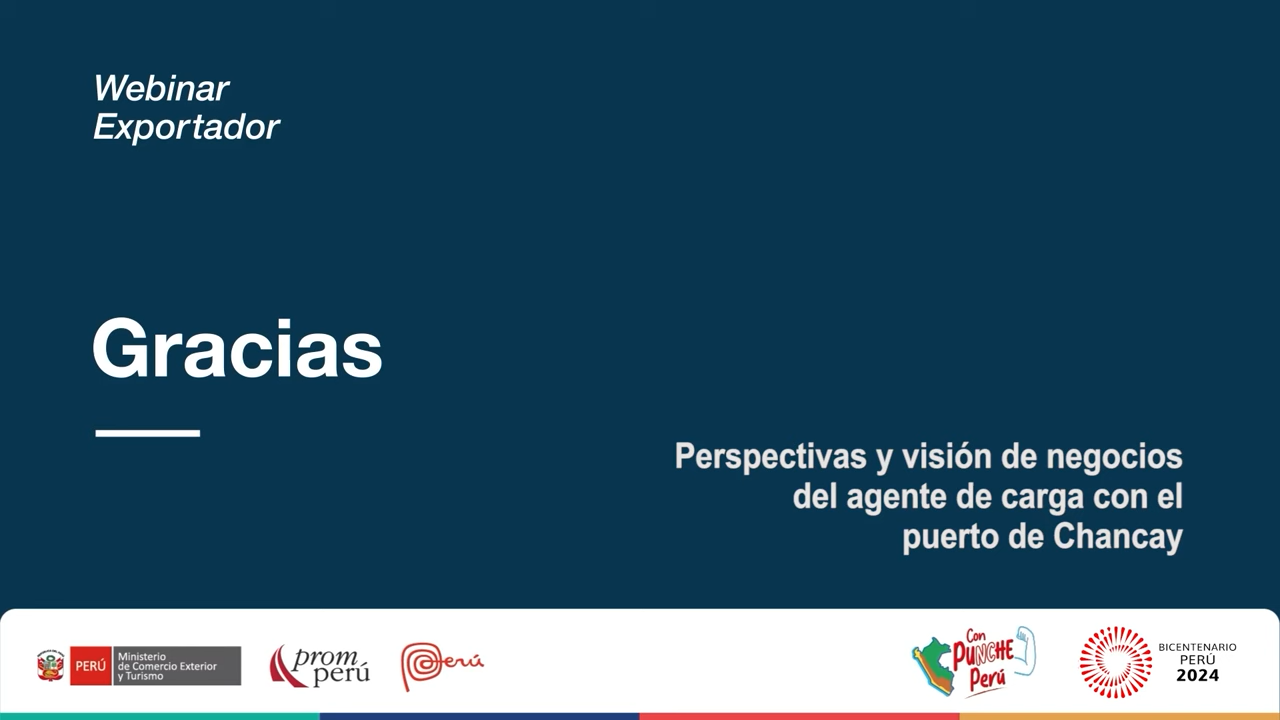 Webinar
Exportador
Gracias
Perspectivas y visión de negocios
del agente de carga con el
puerto de Chancay
PERÚ
Ministerio
de Comercio Exterior
y Turismo
prom
perú
Perú
Con
PUNCHE
Perú
BICENTENARIO
PERÚ
2024